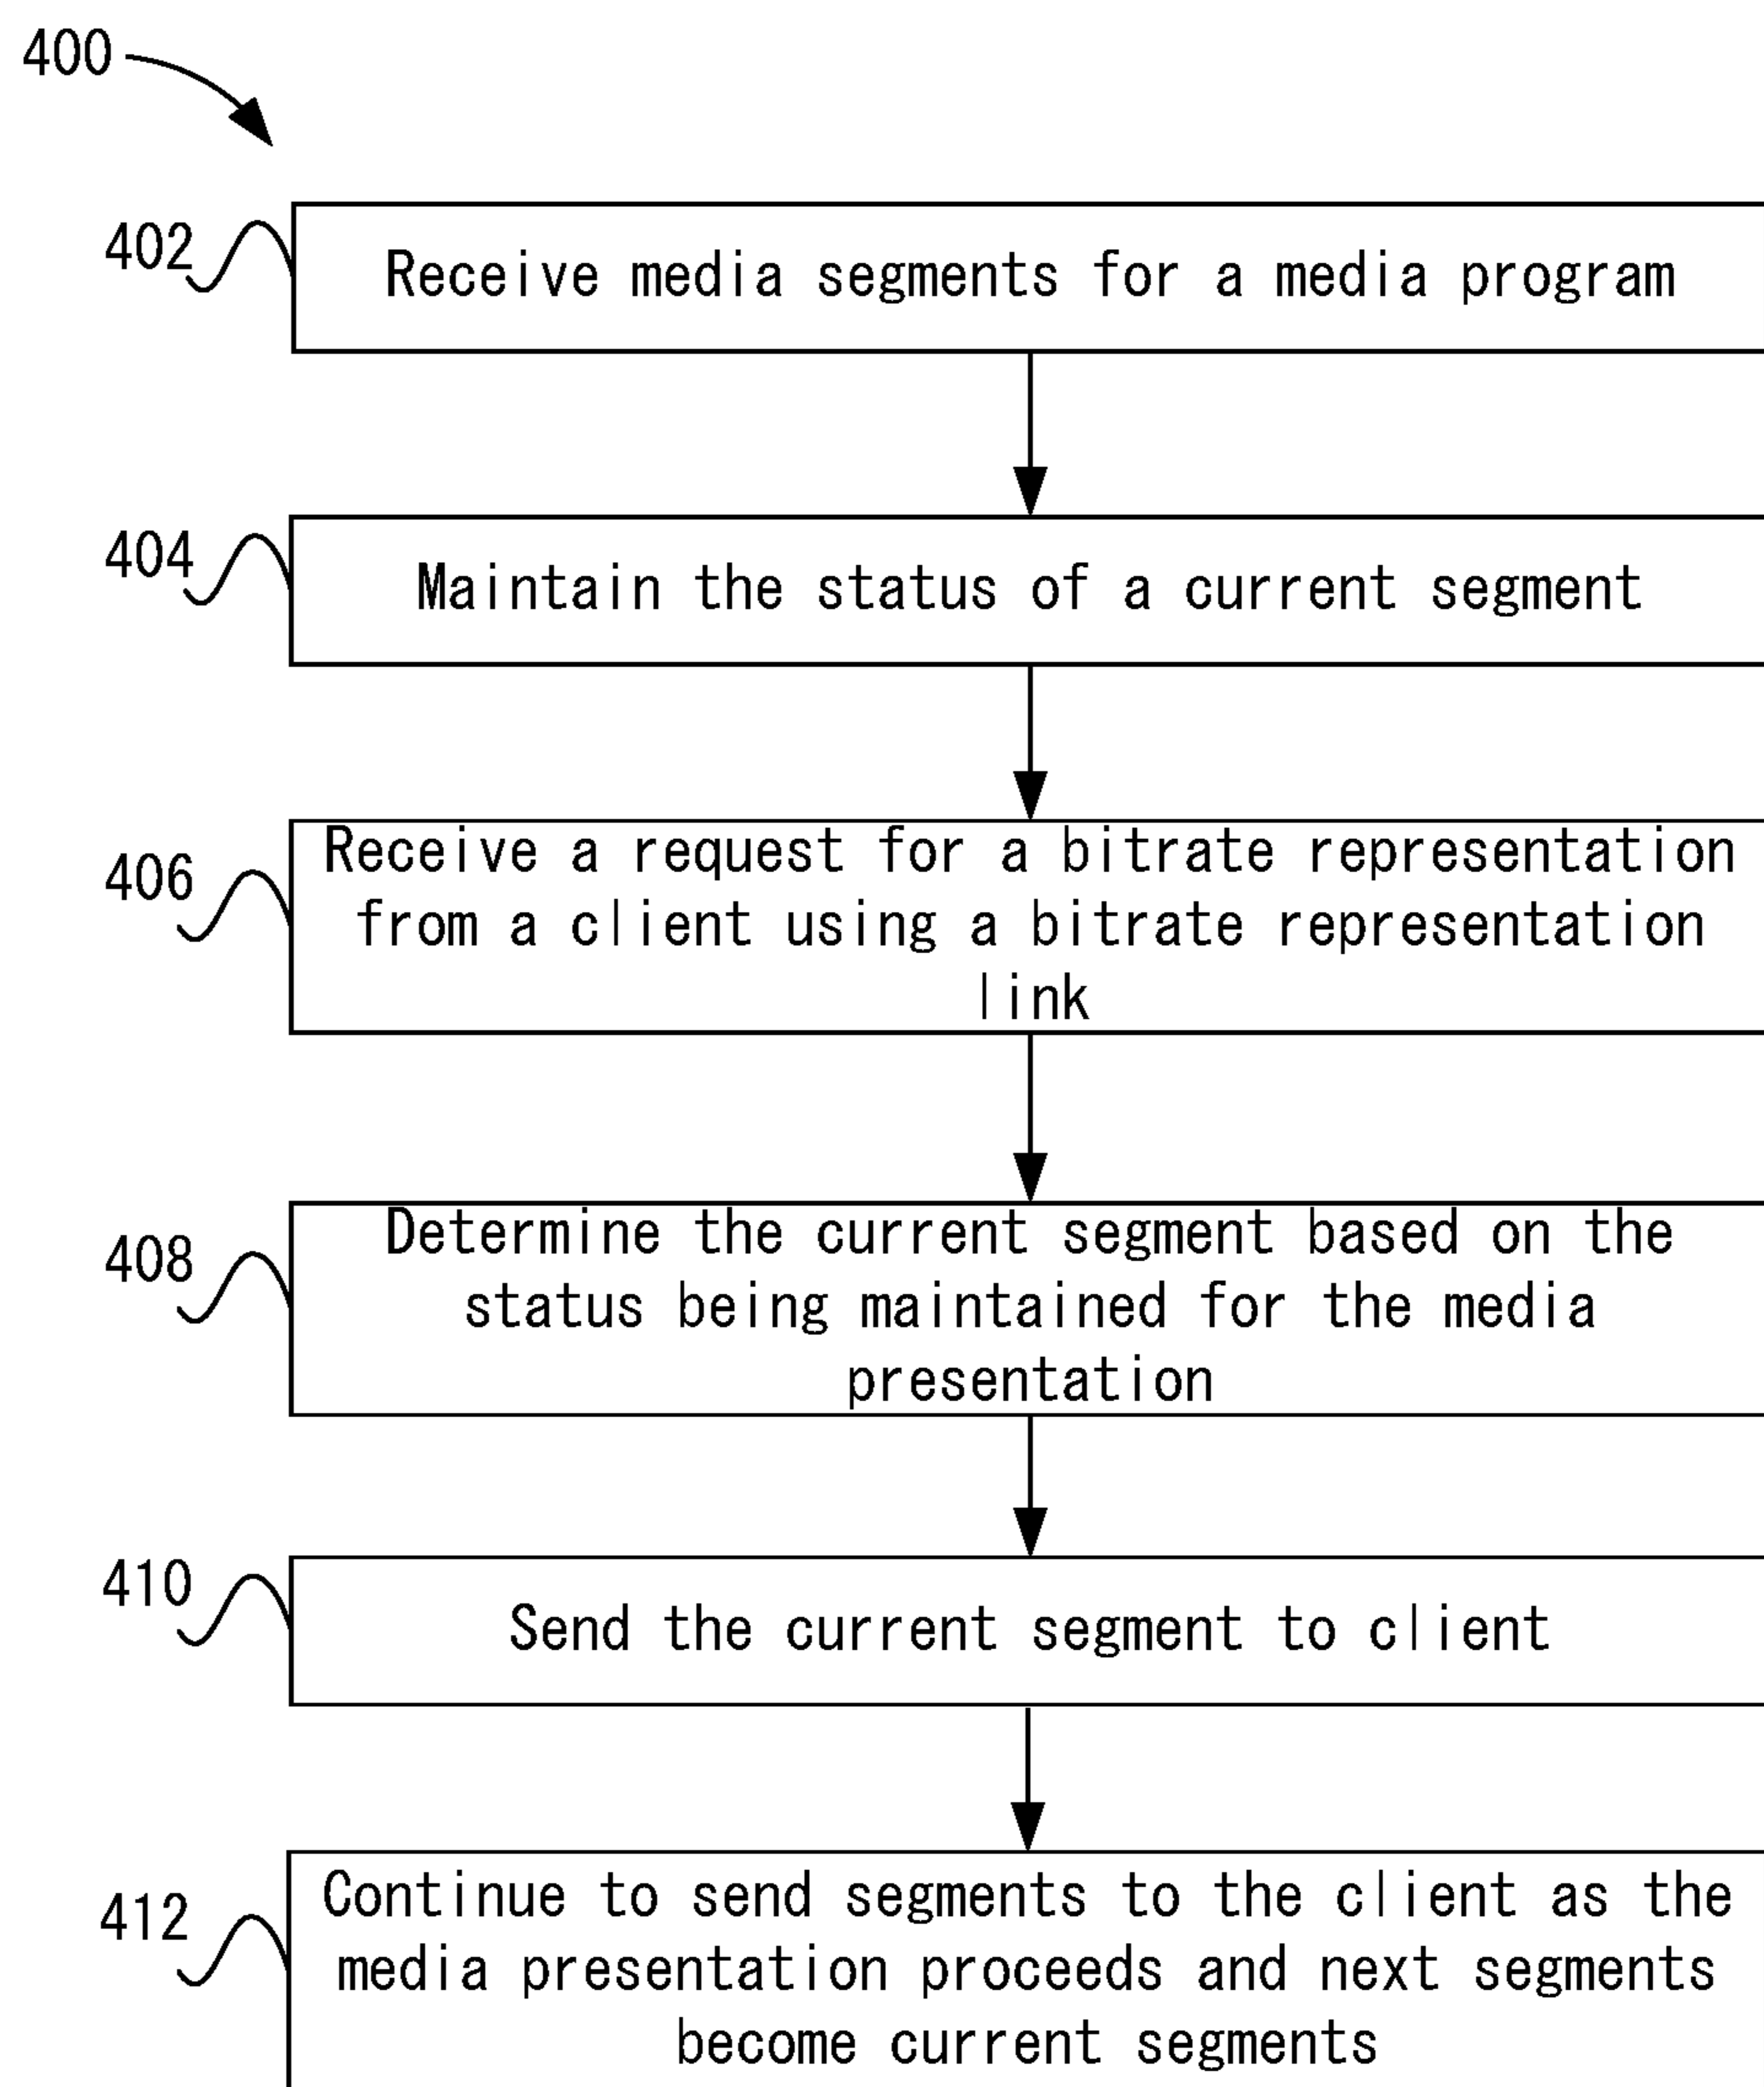 400
402
Receive media segments for a media program
404
Maintain the status of a current segment
406
Receive a request for a bitrate representation
from a client using a bitrate representation
link
408
Determine the current segment based on the
status being maintained for the media
presentation
410
Send the current segment to client
412
Continue to send segments to the client as the
media presentation proceeds and next segments
become current segments